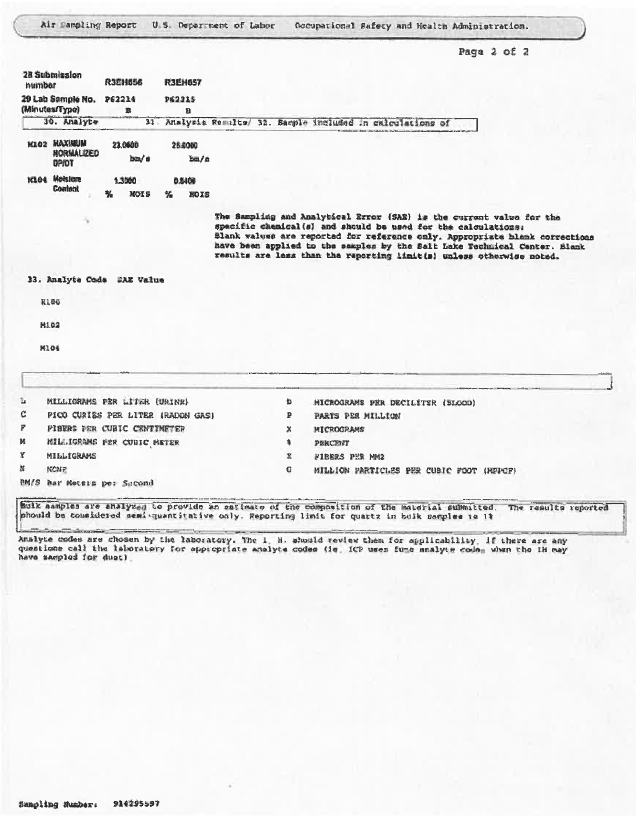 Air Sampling Report U.S. Department of Labor Occupational Safety and Health Administration.
Page 2 of 2
28 Submission number R3EH656 R3EH657
29 Lab Sample No. P62214 P62215
(Minutes/Type) B B
30. Analyte 31. Analysis Results/ 32. Sample included in calculations of
M102 MAXIMUM 23.0000 26.0000
NORMALIZED bm/s bm/s
DP/DT
M104 Moisture 1.3000 0.8400
Content % MOIS % MOIS
The Sampling and Analytical Error (SAE) is the current value for the
specific chemical(s) and should be used for the calculations:
Blank values are reported for reference only. Appropriate blank corrections
have been applied to the samples by the Salt Lake Technical Center. Blank
results are less than the reporting limit(s) unless otherwise noted.
33. Analyte Code SAE Value
M102
M104
L MILLIGRAMS PER LITER (URINE) D MICROGRAMS PER DECILITER (BLOOD)
C PICO CURIES PER LITER (RADON GAS) P PARTS PER MILLION
F FIBERS PER CUBIC CENTIMETER X MICROGRAMS
M MILLIGRAMS PER CUBIC METER % PERCENT
Y MILLIGRAMS E FIBERS PER MM2
N NONE G MILLION PARTICLES PER CUBIC FOOT (MPPCF)
BM/S Bar Meters per Second
Bulk samples are analyzed to provide an estimate of the composition of the material submitted. The results reported
should be considered semi-quantitative only. Reporting limit for quartz in bulk samples is 1%
Analyte codes are chosen by the laboratory. The I. H. should review them for applicability. If there are any
questions call the laboratory for appropriate analyte codes (ie. ICP uses fume analyte codes when the IH may
have sampled for dust).
Sampling Number: 914295597